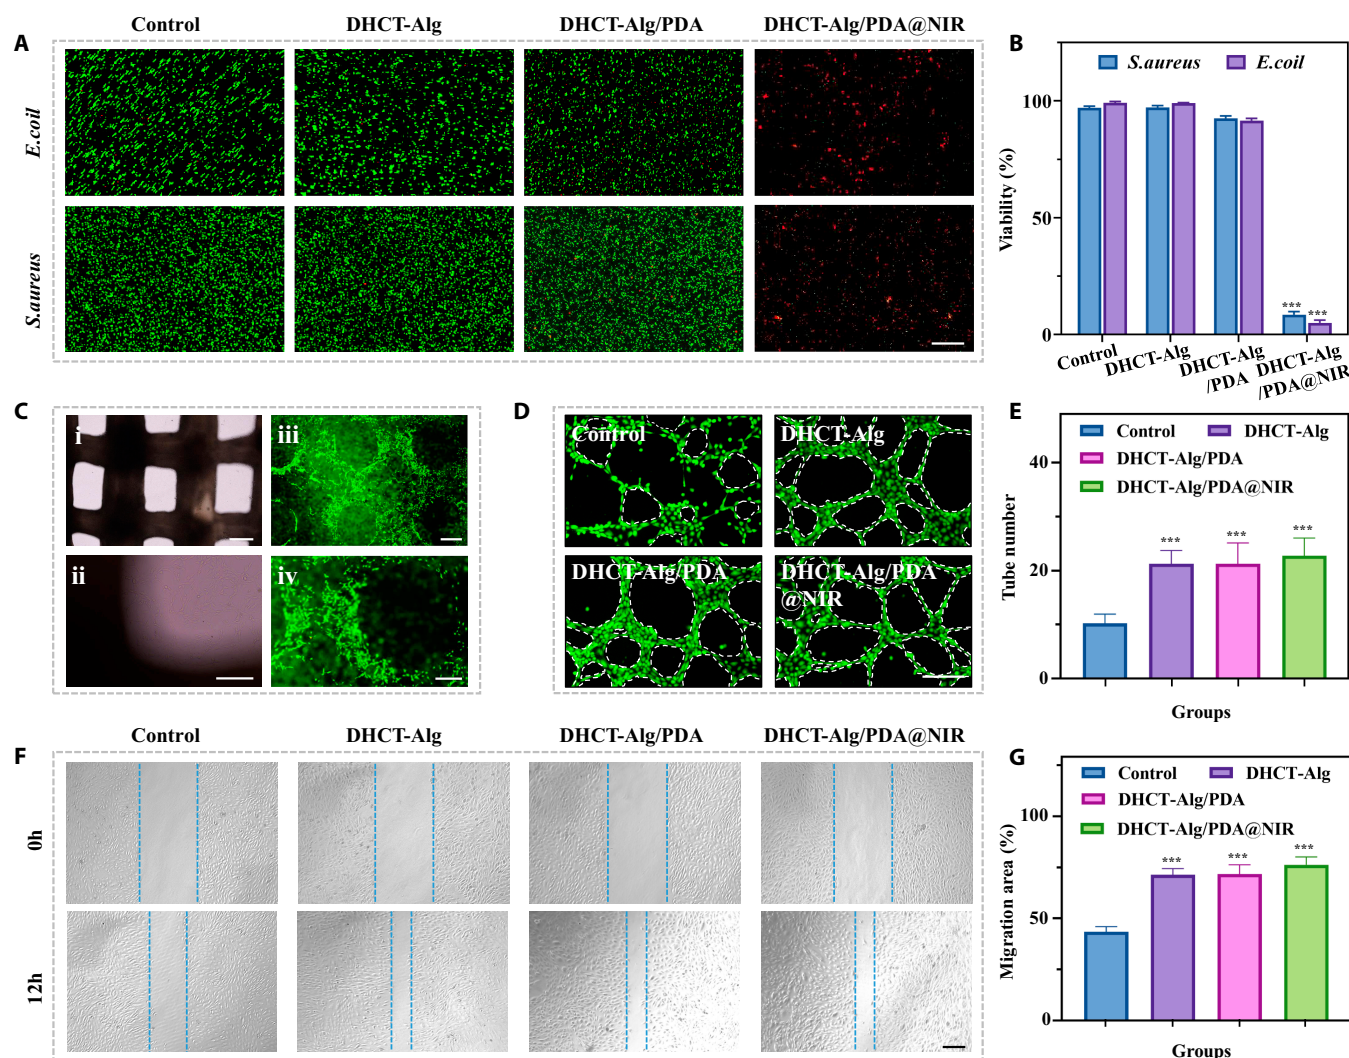 A
Control
DHCT-Alg
DHCT-Alg/PDA
DHCT-Alg/PDA@NIR
E.coil
S.aureus
B
S.aureus
E.coil
Viability (%)
100
50
0
***
***
Control
DHCT-Alg
DHCT-Alg
/PDA
DHCT-Alg
/PDA@NIR
C
i
iii
ii
iv
D
Control
DHCT-Alg
DHCT-Alg/PDA
DHCT-Alg/PDA
@NIR
E
Control
DHCT-Alg
DHCT-Alg/PDA
DHCT-Alg/PDA@NIR
Tube number
40
20
0
***
***
***
Groups
F
Control
DHCT-Alg
DHCT-Alg/PDA
DHCT-Alg/PDA@NIR
0h
12h
G
Control
DHCT-Alg
DHCT-Alg/PDA
DHCT-Alg/PDA@NIR
Migration area (%)
100
50
0
***
***
***
Groups